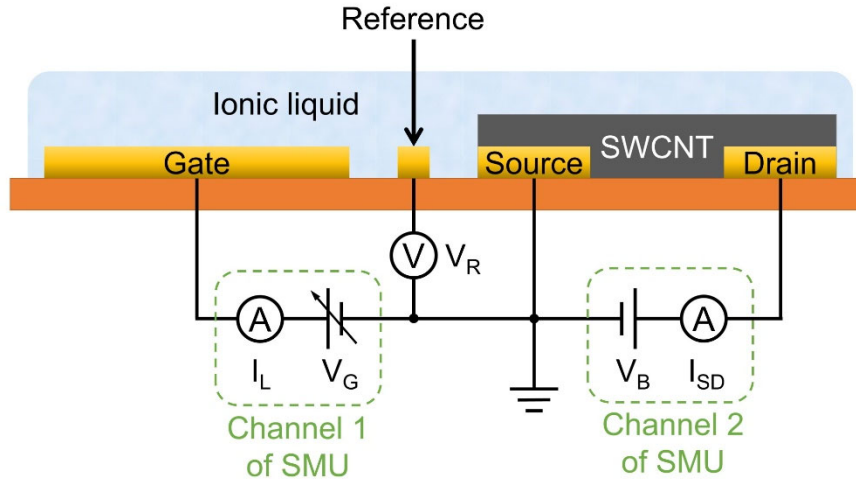 Reference
Ionic liquid
SWCNT
Gate
Source
Drain
V
V_R
A
A
I_L
V_G
V_B
I_SD
Channel 1
of SMU
Channel 2
of SMU